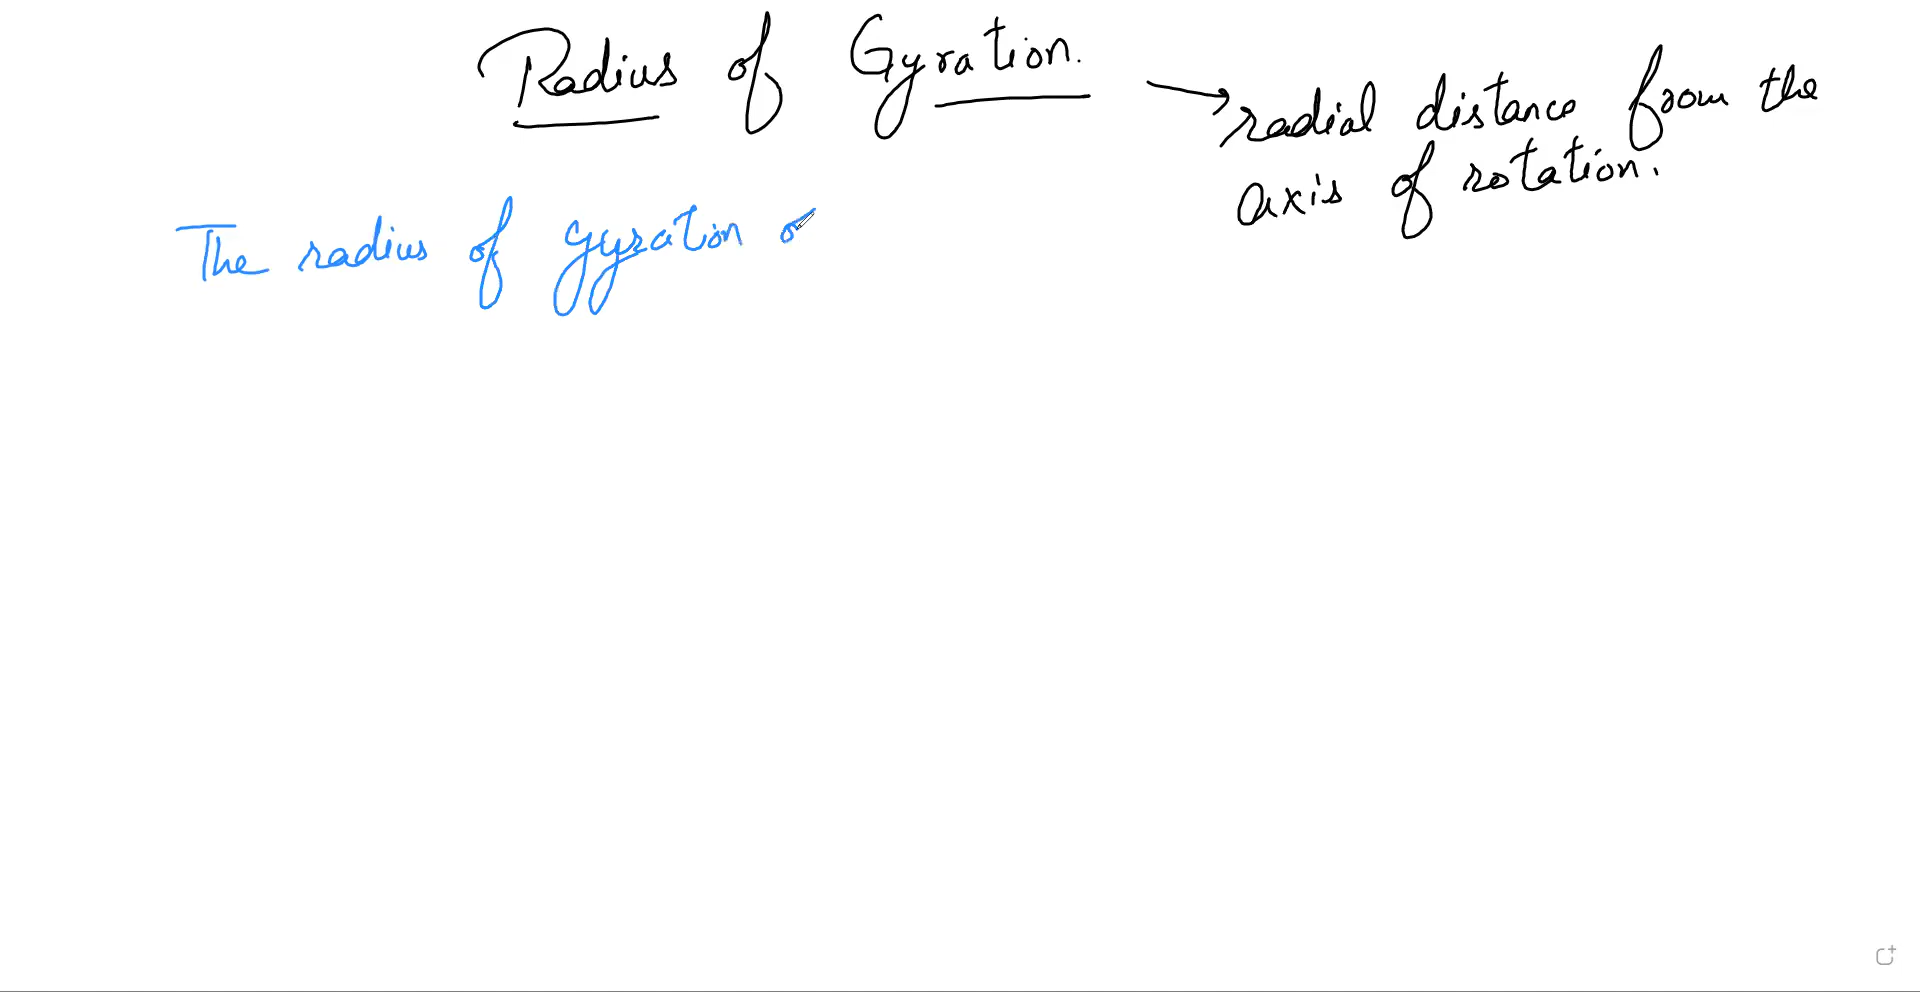 Radius of Gyration.
→ radial distance from the
axis of rotation.
The radius of gyration o